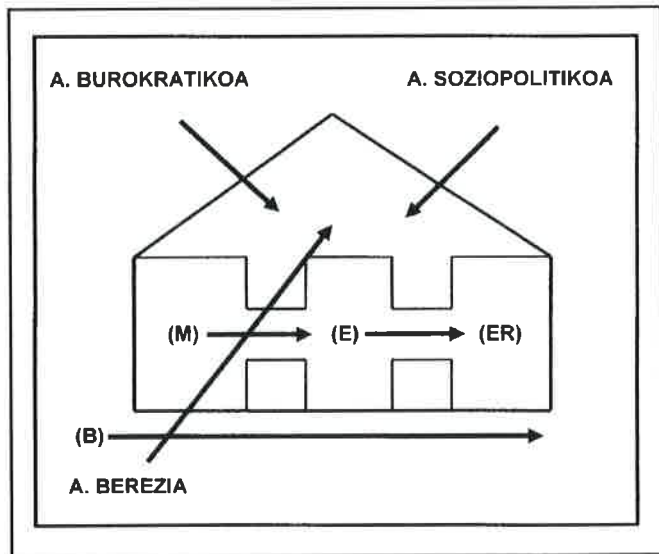 A. BUROKRATIKOA A. SOZIOPOLITIKOA
(M) (E) (ER)
(B)
A. BEREZIA